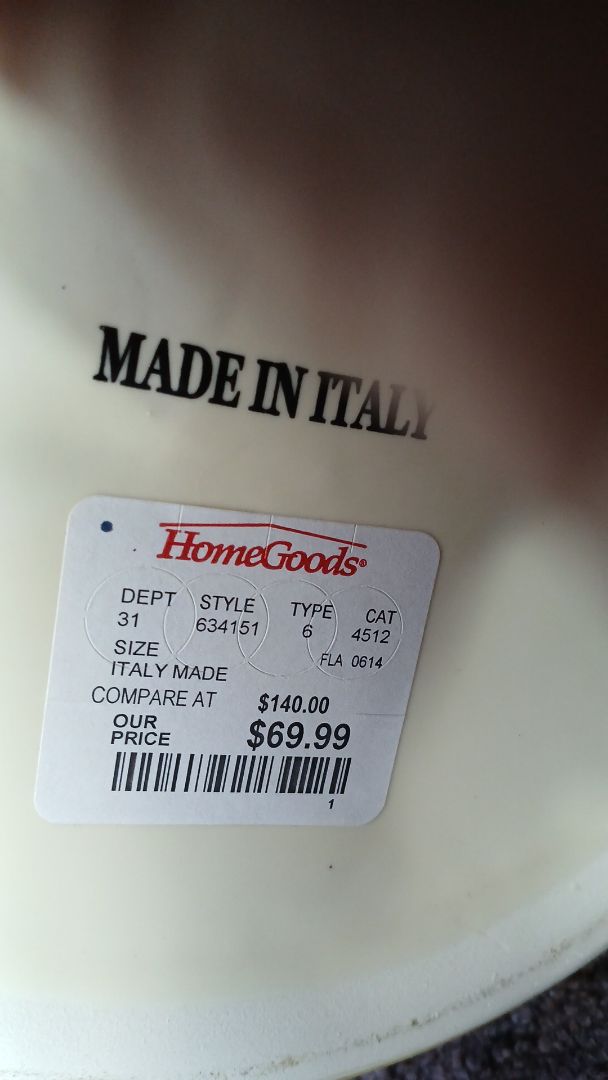 MADE IN ITALY
HomeGoods®
DEPT STYLE TYPE CAT
31 634151 6 4512
SIZE FLA 0614
ITALY MADE
COMPARE AT $140.00
OUR PRICE $69.99
1